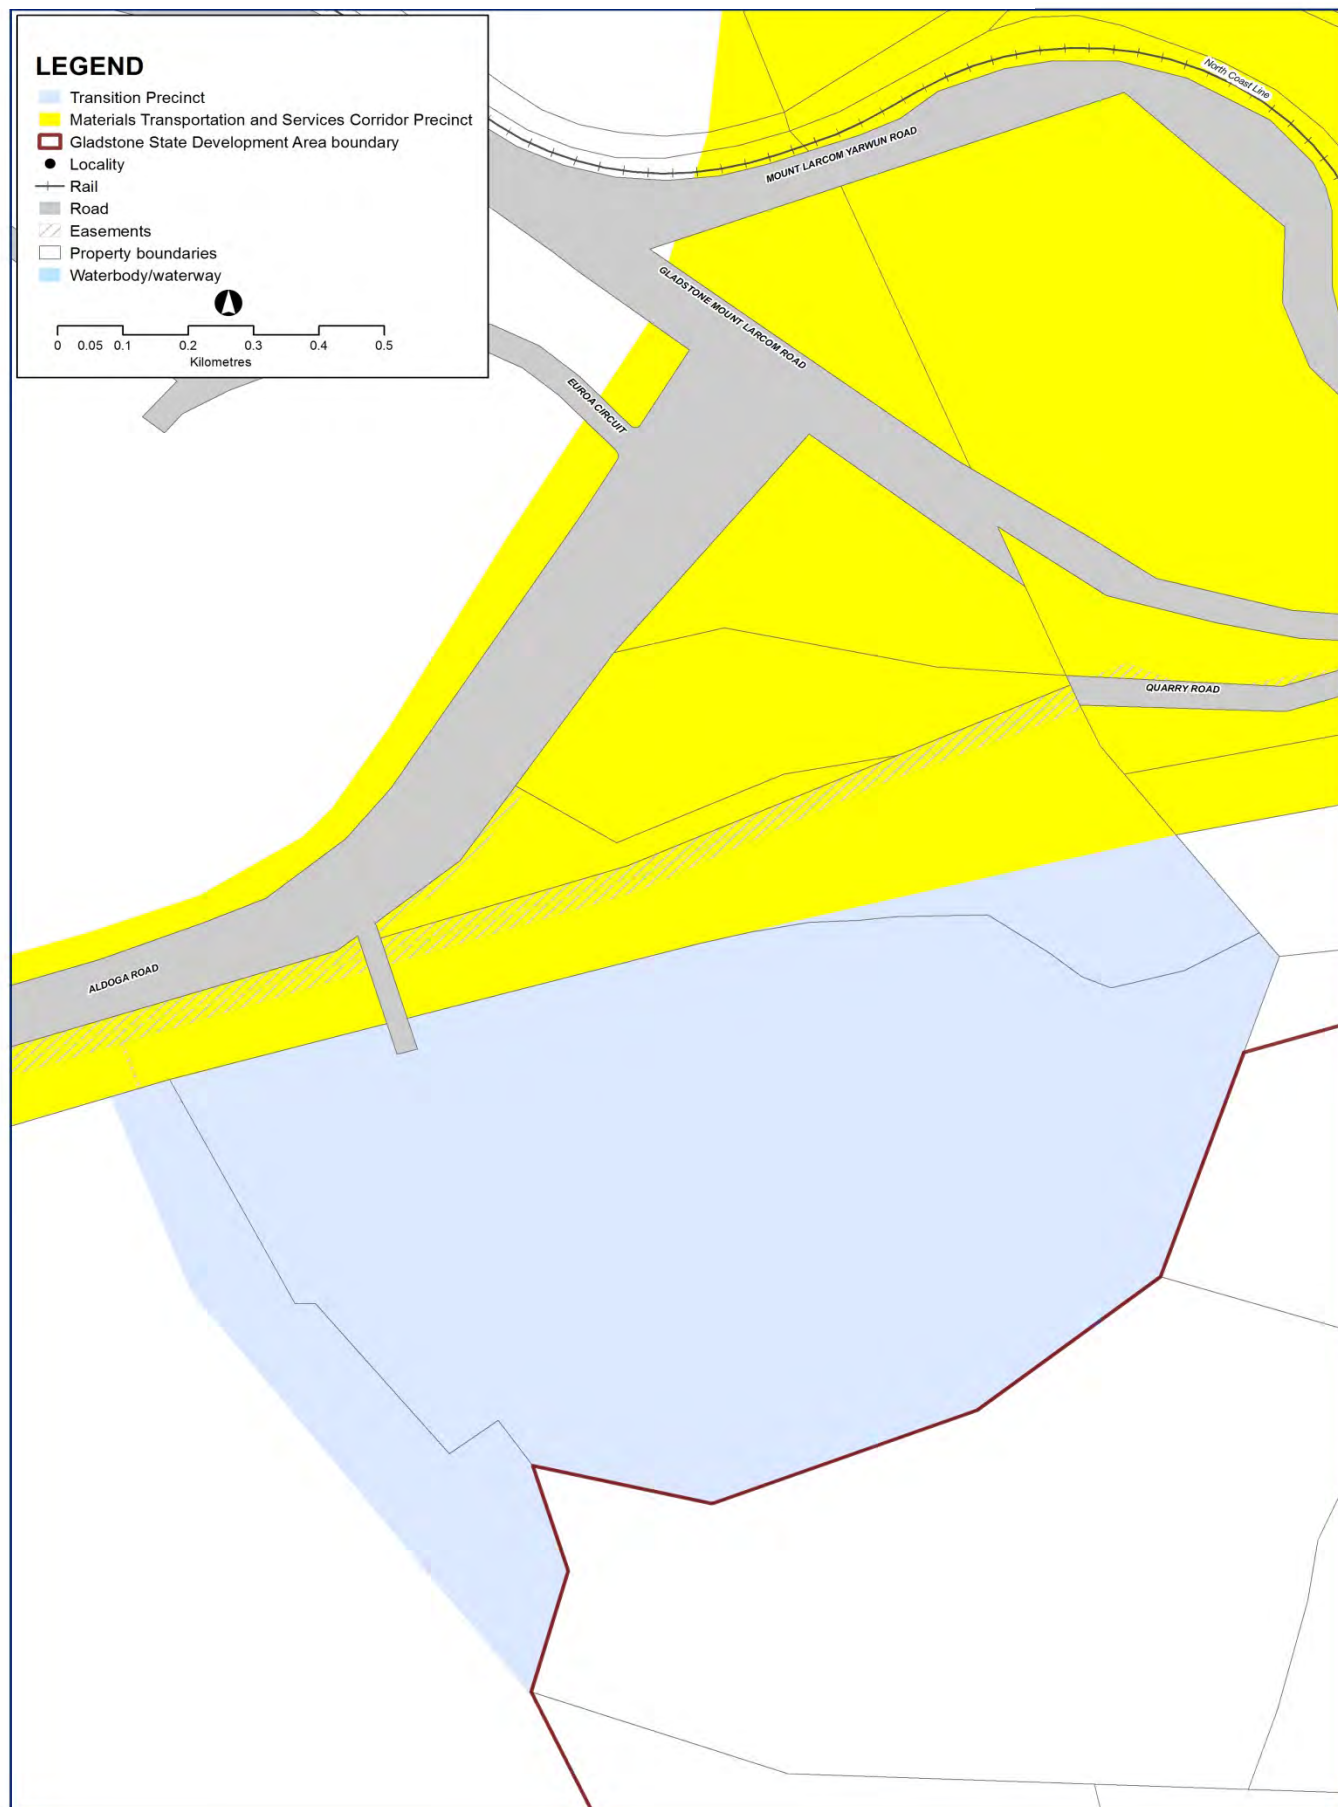 LEGEND
Transition Precinct
Materials Transportation and Services Corridor Precinct
Gladstone State Development Area boundary
Locality
Rail
Road
Easements
Property boundaries
Waterbody/waterway
0 0.05 0.1 0.2 0.3 0.4 0.5
Kilometres
North Coast Line
MOUNT LARCOM YARWUN ROAD
GLADSTONE MOUNT LARCOM ROAD
EUROA CIRCUIT
QUARRY ROAD
ALDOGA ROAD